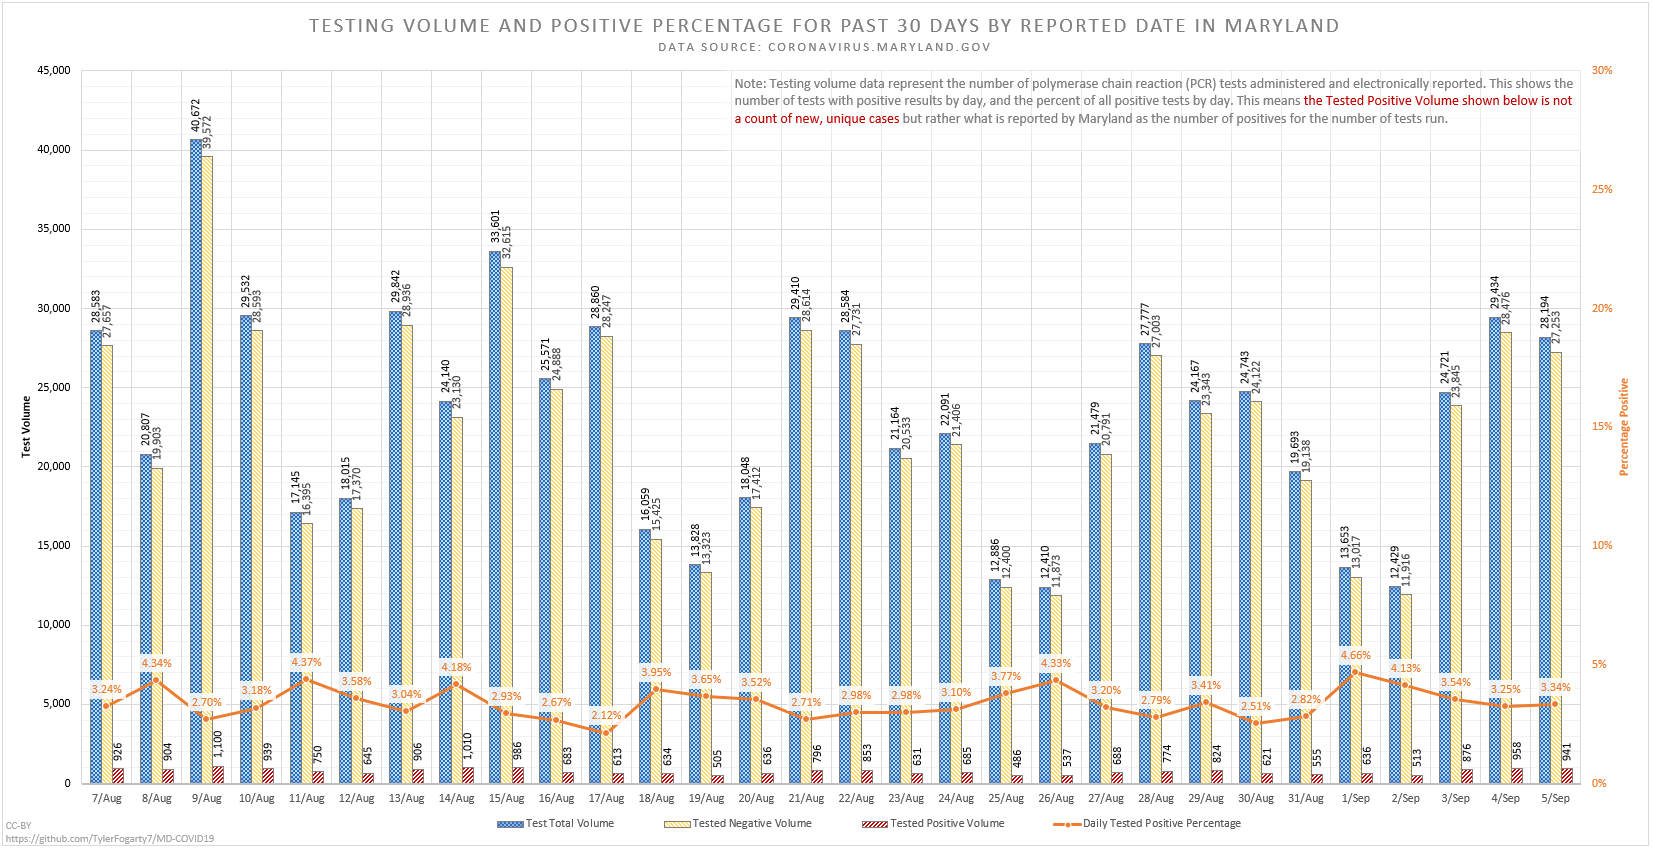 TESTING VOLUME AND POSITIVE PERCENTAGE FOR PAST 30 DAYS BY REPORTED DATE IN MARYLAND
DATA SOURCE: CORONAVIRUS.MARYLAND.GOV
Note: Testing volume data represent the number of polymerase chain reaction (PCR) tests administered and electronically reported. This shows the
number of tests with positive results by day, and the percent of all positive tests by day. This means the Tested Positive Volume shown below is not
a count of new, unique cases but rather what is reported by Maryland as the number of positives for the number of tests run.
Test Volume
45,000
40,000
35,000
30,000
25,000
20,000
15,000
10,000
5,000
0
Percentage Positive
30%
25%
20%
15%
10%
5%
0%
28,583 27,657 3.24% 926
20,807 19,903 4.34% 904
40,672 39,572 2.70% 1,100
29,532 28,593 3.18% 939
17,145 16,395 4.37% 750
18,015 17,370 3.58% 645
29,842 28,936 3.04% 906
24,140 23,130 4.18% 1,010
33,601 32,615 2.93% 986
25,571 24,888 2.67% 683
28,860 28,247 2.12% 613
16,059 15,425 3.95% 634
13,828 13,323 3.65% 505
18,048 17,412 3.52% 636
29,410 28,614 2.71% 796
28,584 27,731 2.98% 853
21,164 20,533 2.98% 631
22,091 21,406 3.10% 685
12,886 12,400 3.77% 486
12,410 11,873 4.33% 537
21,479 20,791 3.20% 688
27,777 27,003 2.79% 774
24,167 23,343 3.41% 824
24,743 24,122 2.51% 621
19,693 19,138 2.82% 555
13,653 13,017 4.66% 636
12,429 11,916 4.13% 513
24,721 23,845 3.54% 876
29,434 28,476 3.25% 958
28,194 27,253 3.34% 941
7/Aug 8/Aug 9/Aug 10/Aug 11/Aug 12/Aug 13/Aug 14/Aug 15/Aug 16/Aug 17/Aug 18/Aug 19/Aug 20/Aug 21/Aug 22/Aug 23/Aug 24/Aug 25/Aug 26/Aug 27/Aug 28/Aug 29/Aug 30/Aug 31/Aug 1/Sep 2/Sep 3/Sep 4/Sep 5/Sep
Test Total Volume Tested Negative Volume Tested Positive Volume Daily Tested Positive Percentage
CC-BY
https://github.com/TylerFogarty7/MD-COVID19